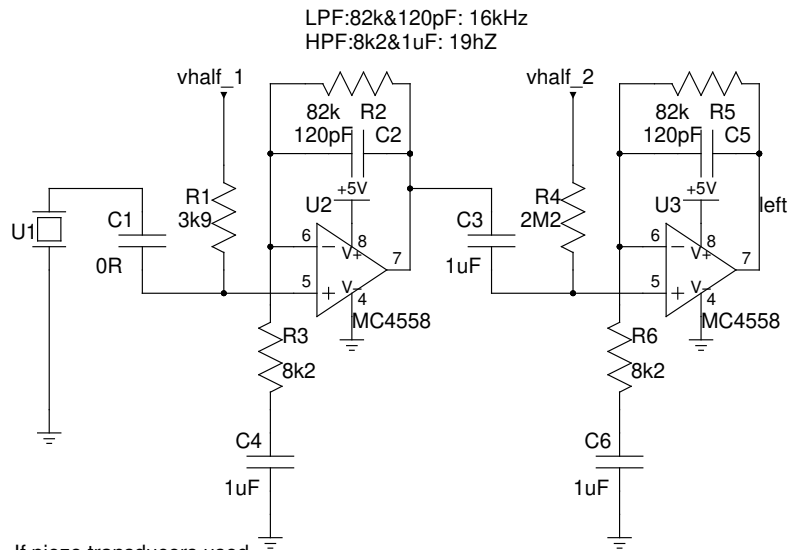 LPF:82k&120pF: 16kHz
HPF:8k2&1uF: 19hZ
vhalf_1
vhalf_2
82k R2
120pF C2
82k R5
120pF C5
+5V
+5V
U1
C1
0R
R1
3k9
U2
6
5
8
V+
V-
4
7
MC4558
C3
1uF
R4
2M2
U3
6
5
8
V+
V-
4
7
left
MC4558
R3
8k2
R6
8k2
C4
1uF
C6
1uF
If piezo transducers used